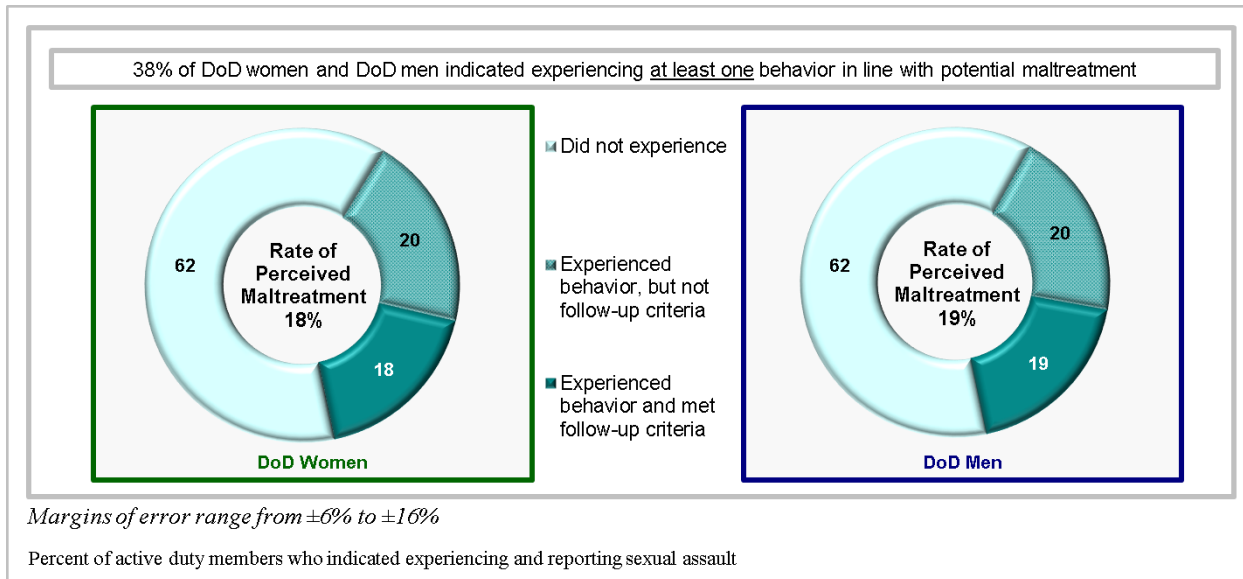 38% of DoD women and DoD men indicated experiencing at least one behavior in line with potential maltreatment
62
20
18
Rate of
Perceived
Maltreatment
18%
DoD Women
Did not experience
Experienced
behavior, but not
follow-up criteria
Experienced
behavior and met
follow-up criteria
62
20
19
Rate of
Perceived
Maltreatment
19%
DoD Men
Margins of error range from ±6% to ±16%
Percent of active duty members who indicated experiencing and reporting sexual assault